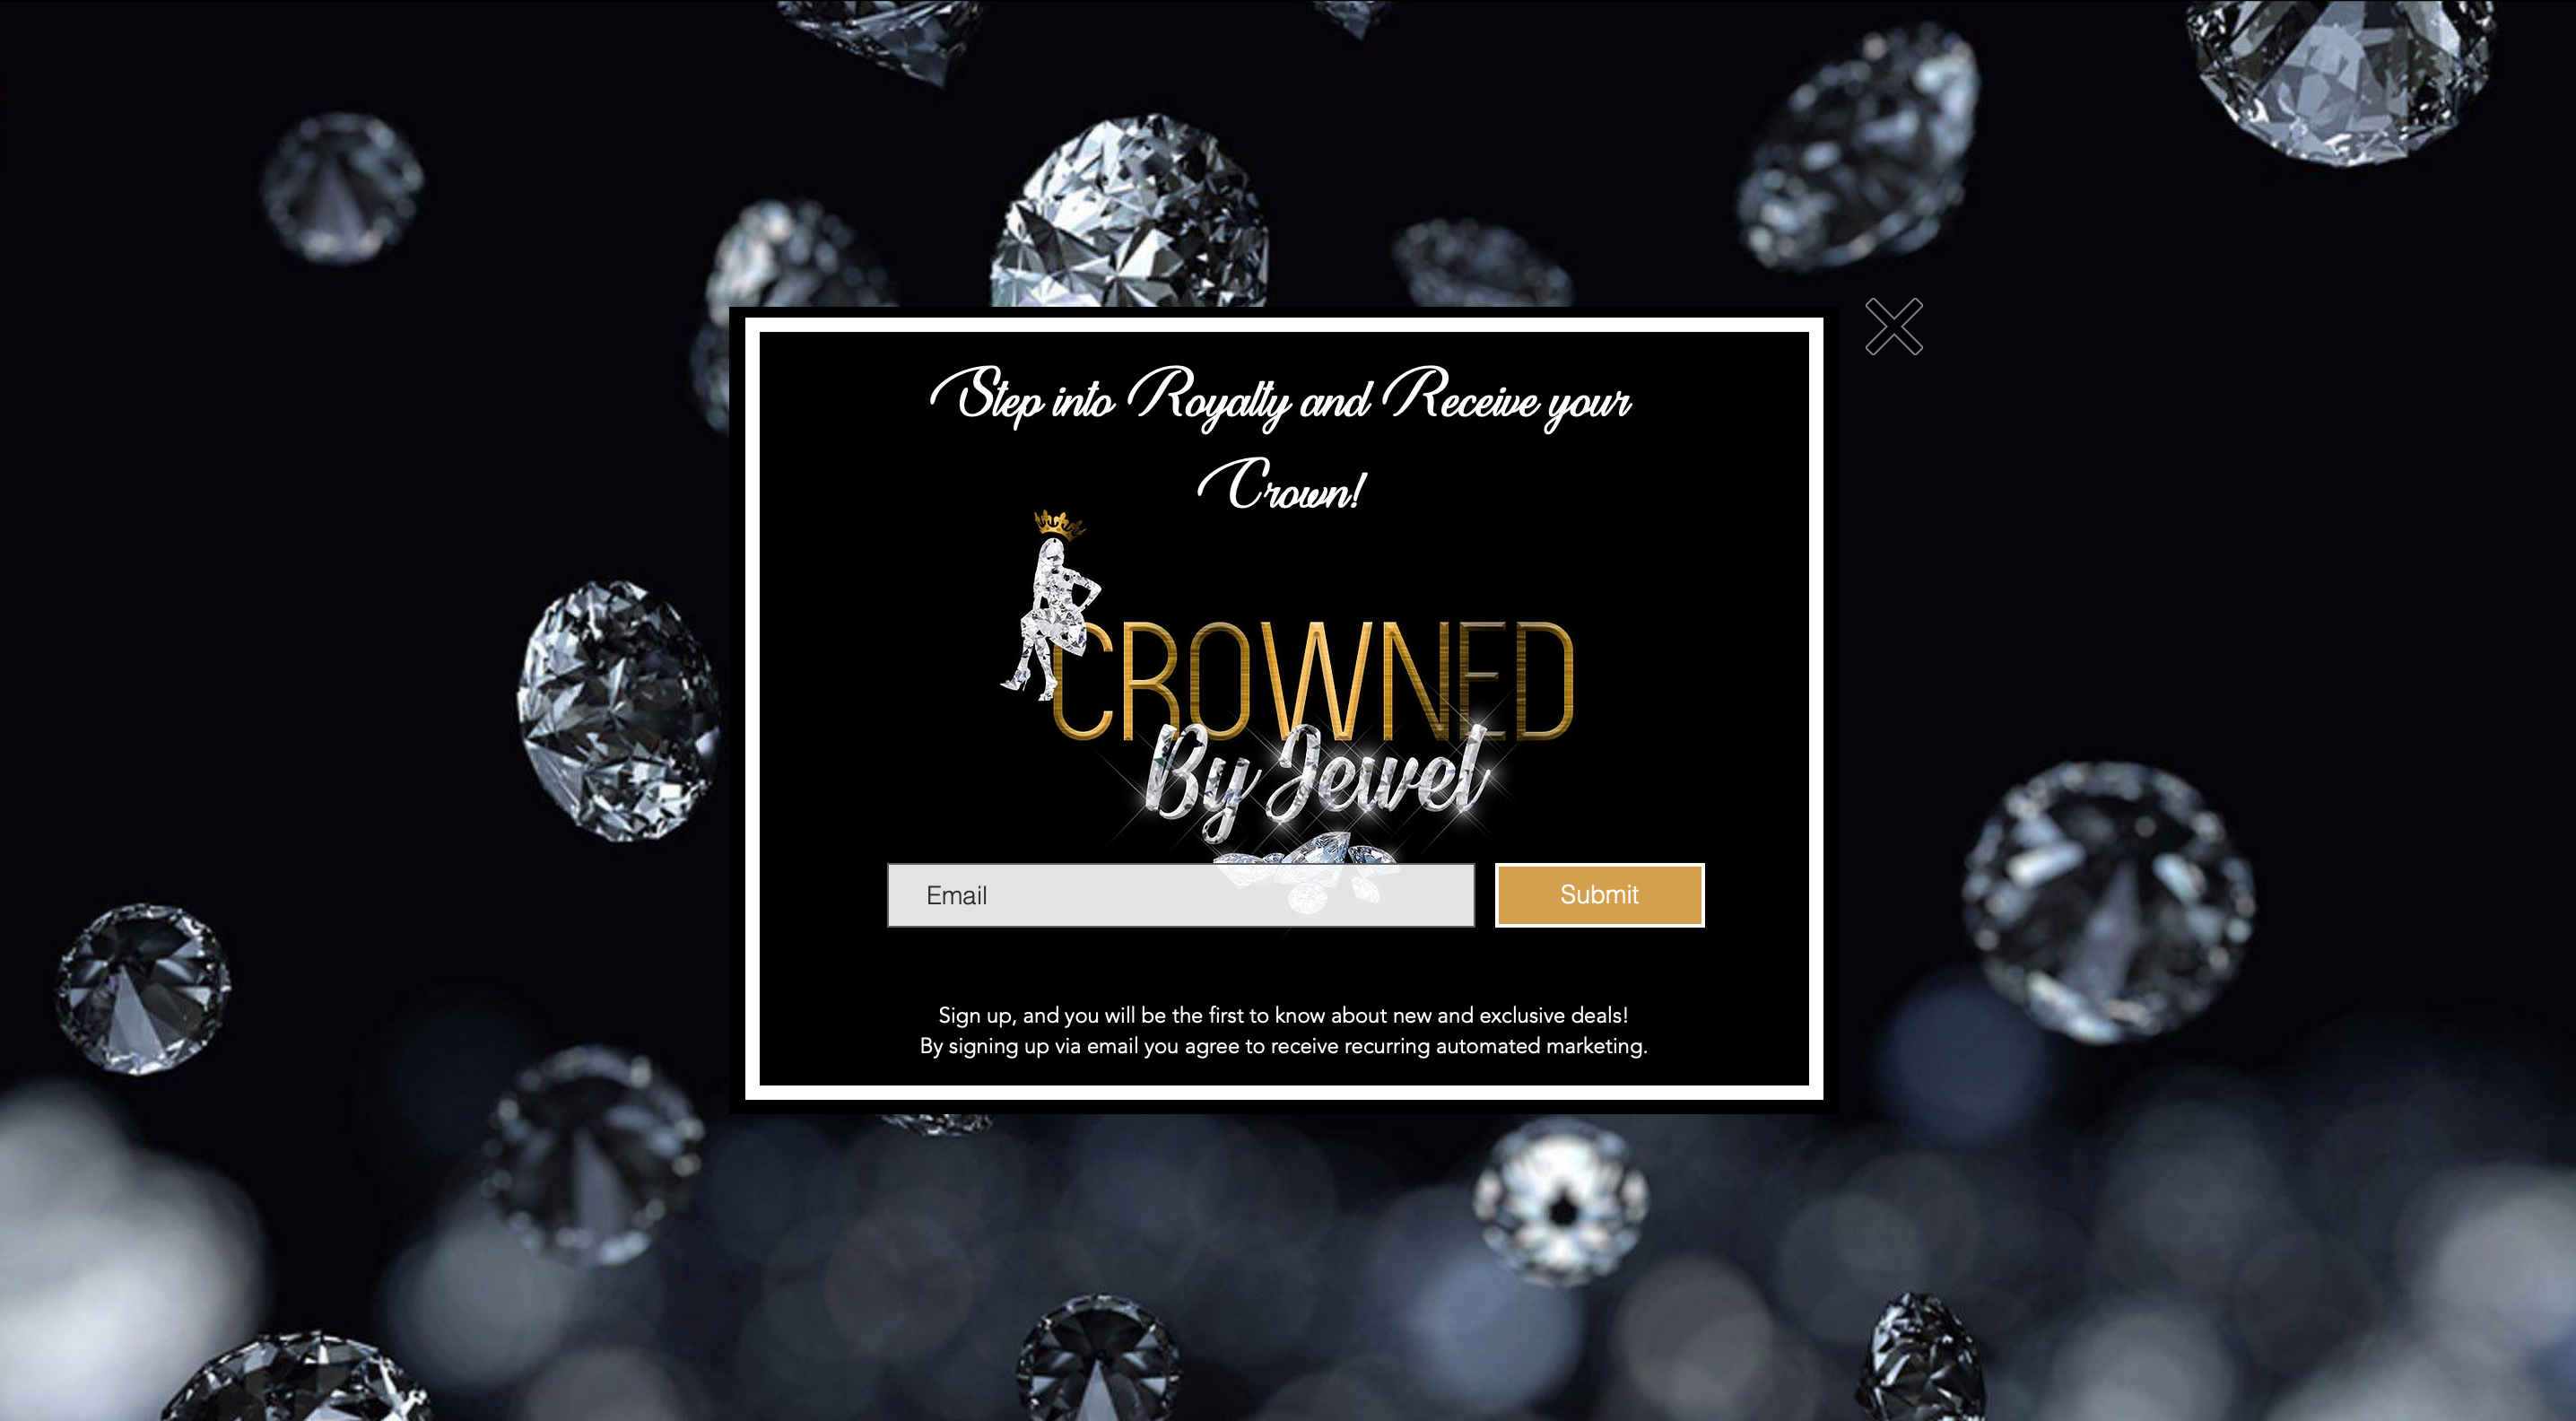 Step into Royalty and Receive your
Crown!
CROWNED
By Jewel
Email
Submit
Sign up, and you will be the first to know about new and exclusive deals!
By signing up via email you agree to receive recurring automated marketing.